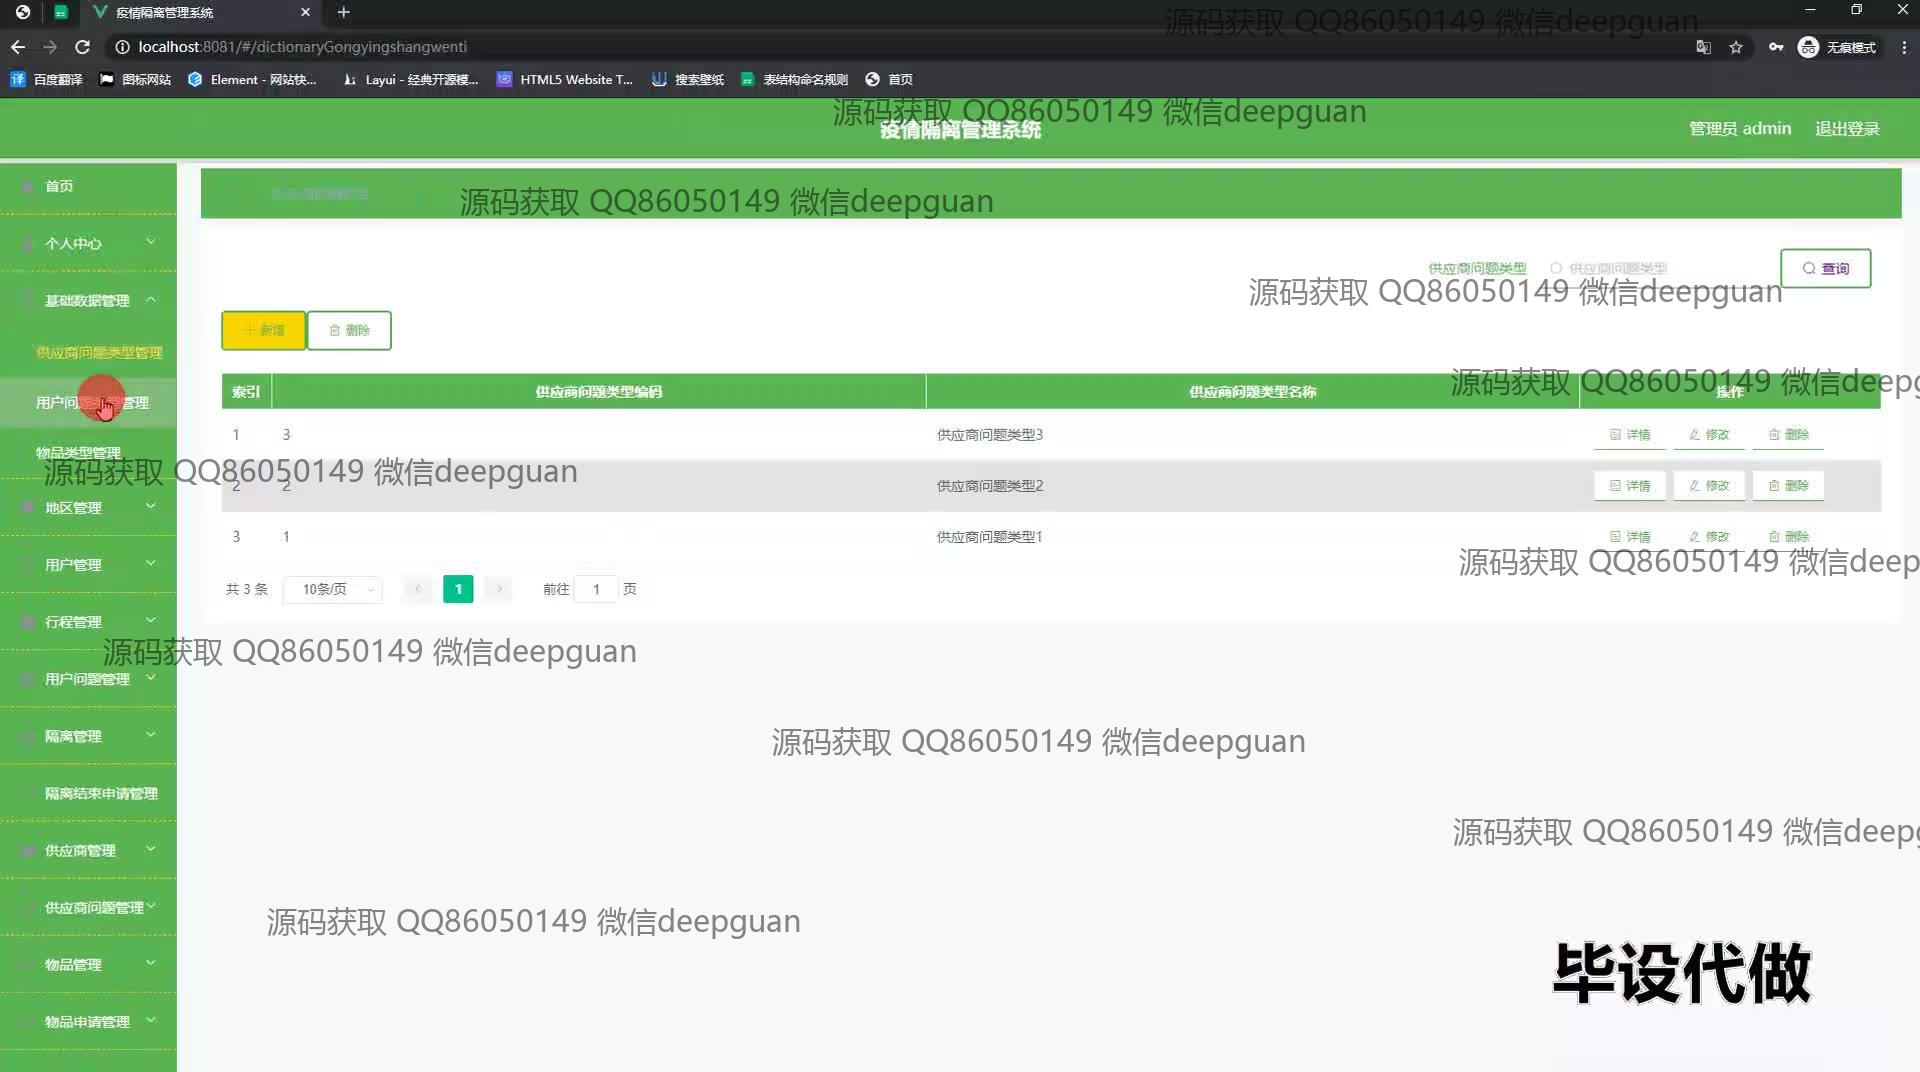 疫情隔离管理系统
localhost:8081/#/dictionaryGongyingshangwenti
无痕模式
百度翻译
图标网站
Element - 网站快...
Layui - 经典开源模...
HTML5 Website T...
搜索壁纸
表结构命名规则
首页
源码获取 QQ86050149 微信deepguan
源码获取 QQ86050149 微信deepguan
疫情隔离管理系统
管理员 admin
退出登录
首页
个人中心
基础数据管理
供应商问题类型管理
用户问 管理
物品类型管理
地区管理
用户管理
行程管理
用户问题管理
隔离管理
隔离结束申请管理
供应商管理
供应商问题管理
物品管理
物品申请管理
源码获取 QQ86050149 微信deepguan
供应商问题类型
供应商问题类型
查询
源码获取 QQ86050149 微信deepguan
新增
删除
源码获取 QQ86050149 微信deepg
索引 供应商问题类型编码 供应商问题类型名称 操作
1 3 供应商问题类型3 详情 修改 删除
源码获取 QQ86050149 微信deepguan
2 2 供应商问题类型2 详情 修改 删除
3 1 供应商问题类型1 详情 修改 删除
源码获取 QQ86050149 微信deep
共 3 条 10条/页 1 前往 1 页
源码获取 QQ86050149 微信deepguan
源码获取 QQ86050149 微信deepguan
源码获取 QQ86050149 微信deepg
源码获取 QQ86050149 微信deepguan
毕设代做